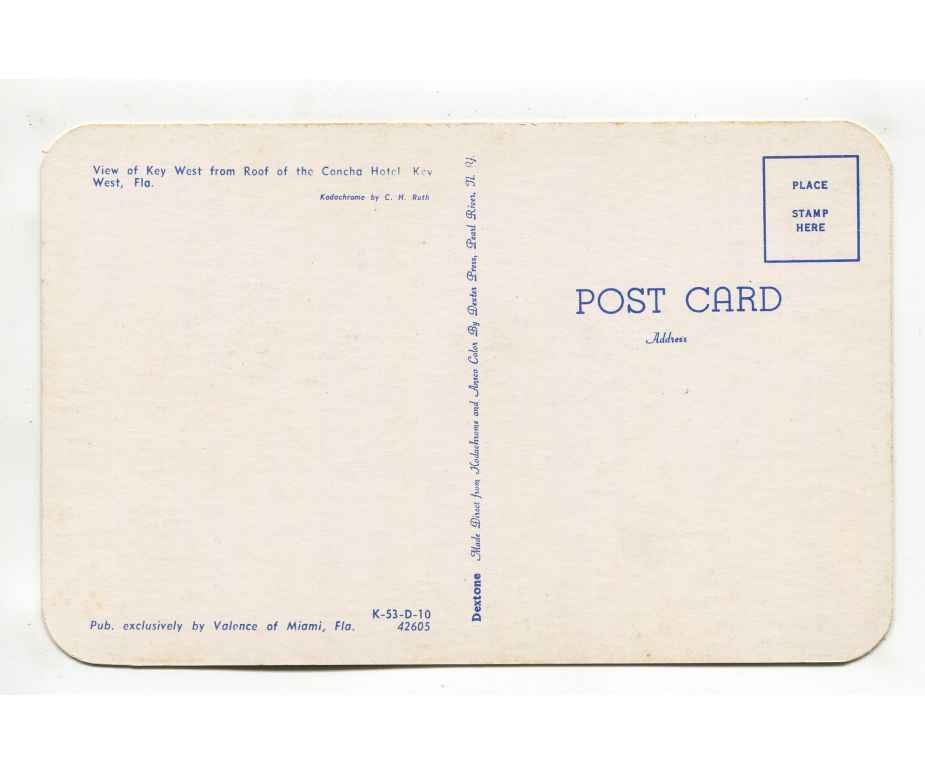 View of Key West from Roof of the Concha Hotel Key
West, Fla.
Kodachrome by C. H. Ruth
K-53-D-10
Pub. exclusively by Valence of Miami, Fla. 42605
Dextone Made Direct from Kodachrome and Ansco Color By Dexter Press, Pearl River, N. Y.
PLACE
STAMP
HERE
POST CARD
Address